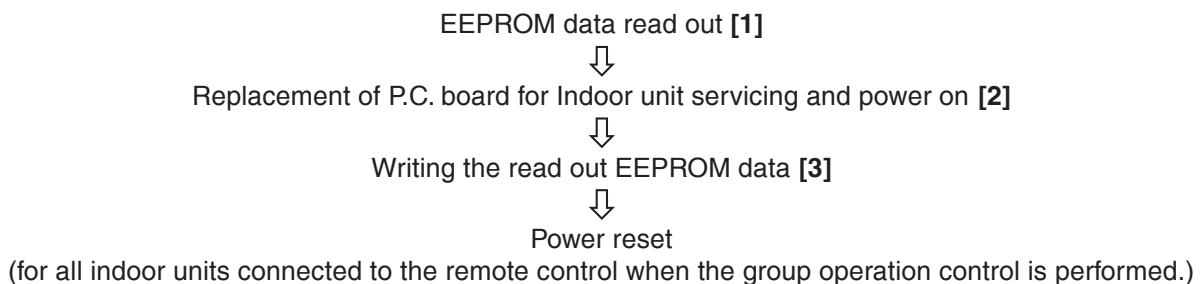 EEPROM data read out [1]
Replacement of P.C. board for Indoor unit servicing and power on [2]
Writing the read out EEPROM data [3]
Power reset
(for all indoor units connected to the remote control when the group operation control is performed.)